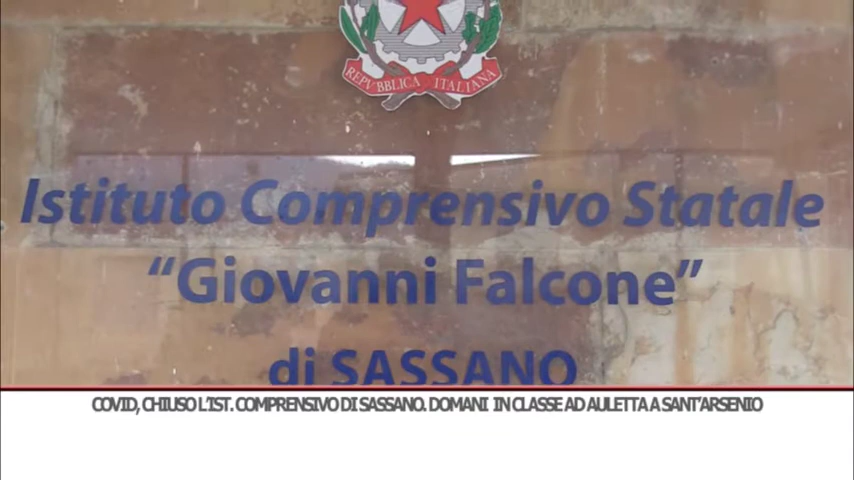 REPVBBLICA ITALIANA
Istituto Comprensivo Statale
“Giovanni Falcone”
di SASSANO
COVID, CHIUSO L'IST. COMPRENSIVO DI SASSANO. DOMANI IN CLASSE AD AULETTA A SANT'ARSENIO